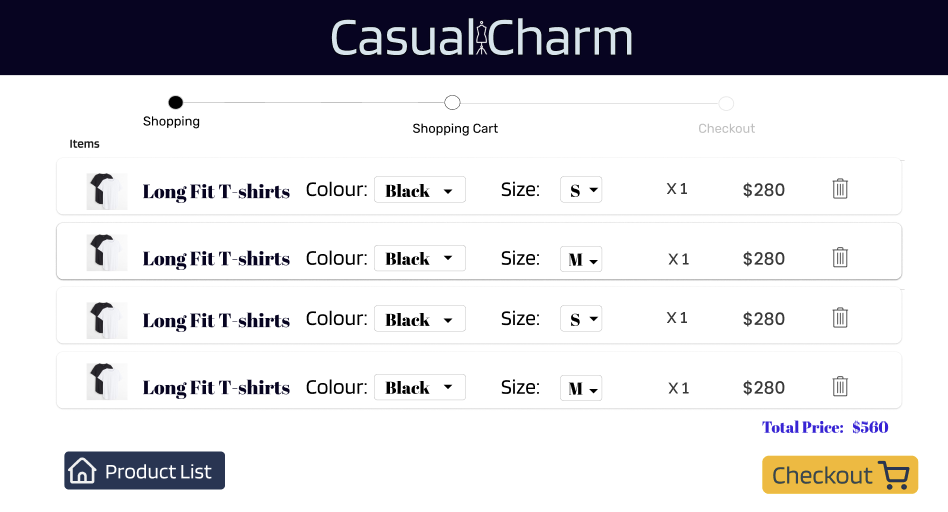 Casual Charm
Shopping
Shopping Cart
Checkout
Items
Long Fit T-shirts Colour: Black Size: S X 1 $280
Long Fit T-shirts Colour: Black Size: M X 1 $280
Long Fit T-shirts Colour: Black Size: S X 1 $280
Long Fit T-shirts Colour: Black Size: M X 1 $280
Total Price: $560
Product List
Checkout